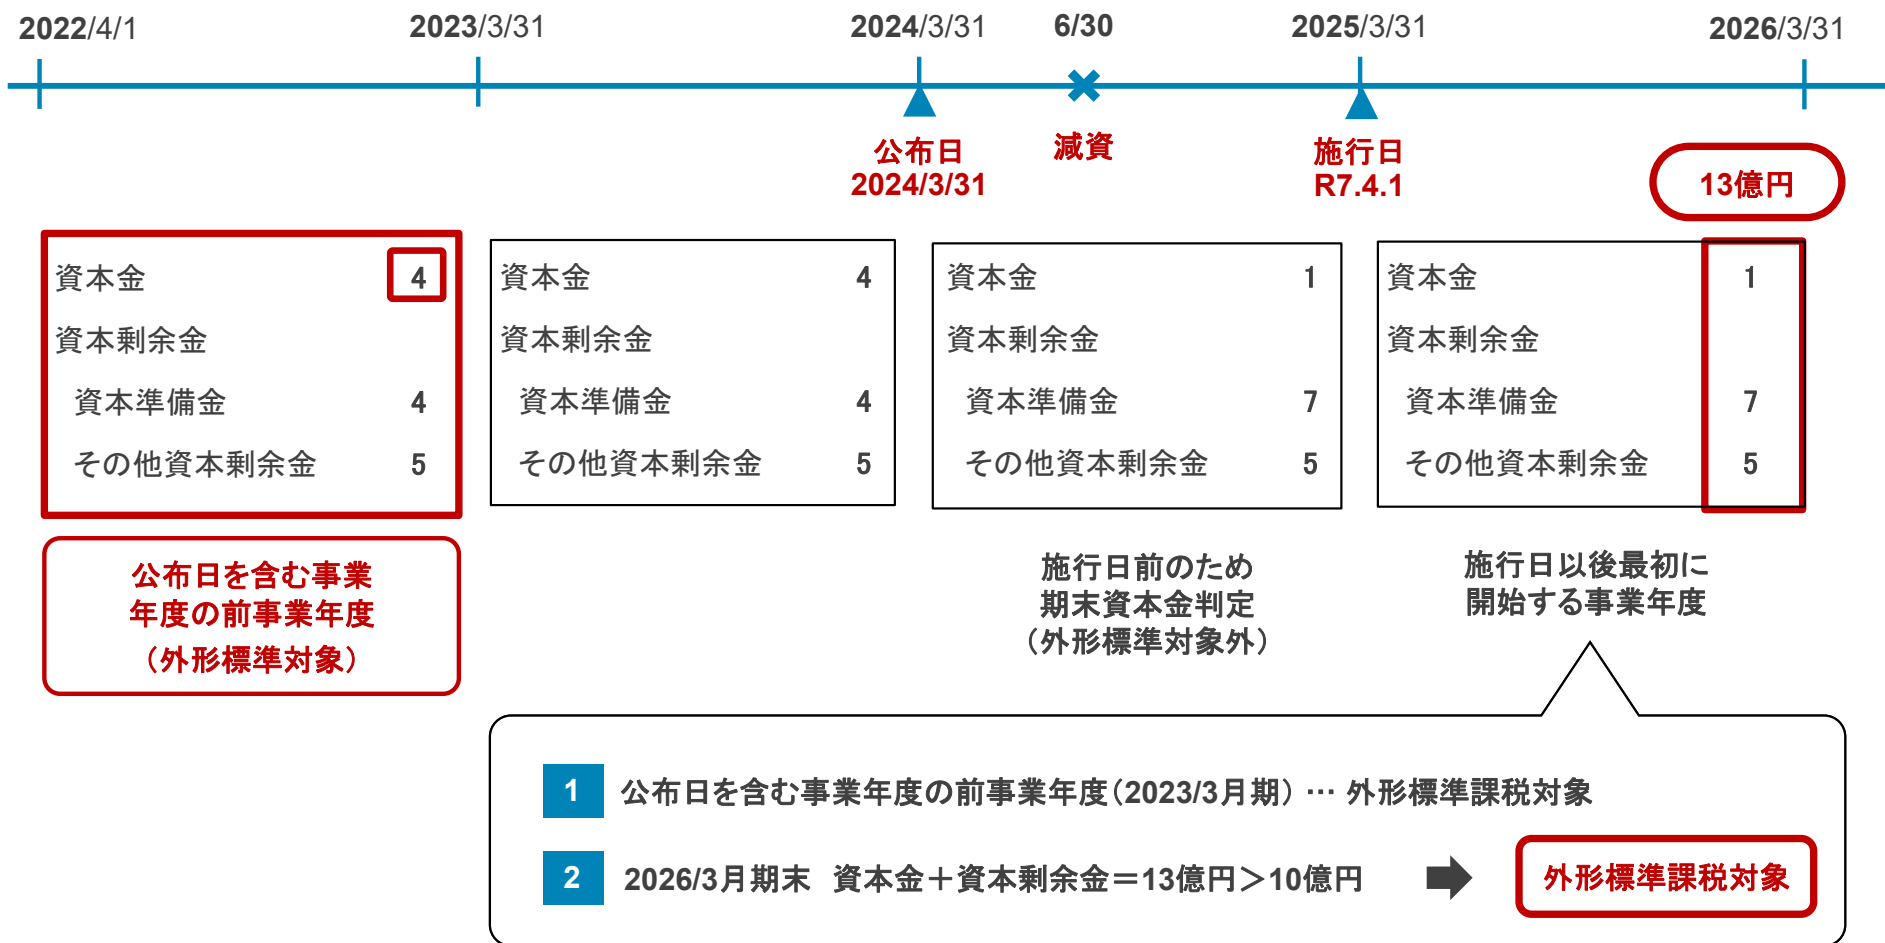 2022/4/1
2023/3/31
2024/3/31
6/30
2025/3/31
2026/3/31
公布日
2024/3/31
減資
施行日
R7.4.1
13億円
資本金 4
資本剰余金
資本準備金 4
その他資本剰余金 5
資本金 4
資本剰余金
資本準備金 4
その他資本剰余金 5
資本金 1
資本剰余金
資本準備金 7
その他資本剰余金 5
資本金 1
資本剰余金
資本準備金 7
その他資本剰余金 5
公布日を含む事業
年度の前事業年度
（外形標準対象）
施行日前のため
期末資本金判定
（外形標準対象外）
施行日以後最初に
開始する事業年度
1 公布日を含む事業年度の前事業年度（2023/3月期）… 外形標準課税対象
2 2026/3月期末 資本金＋資本剰余金＝13億円＞10億円
外形標準課税対象